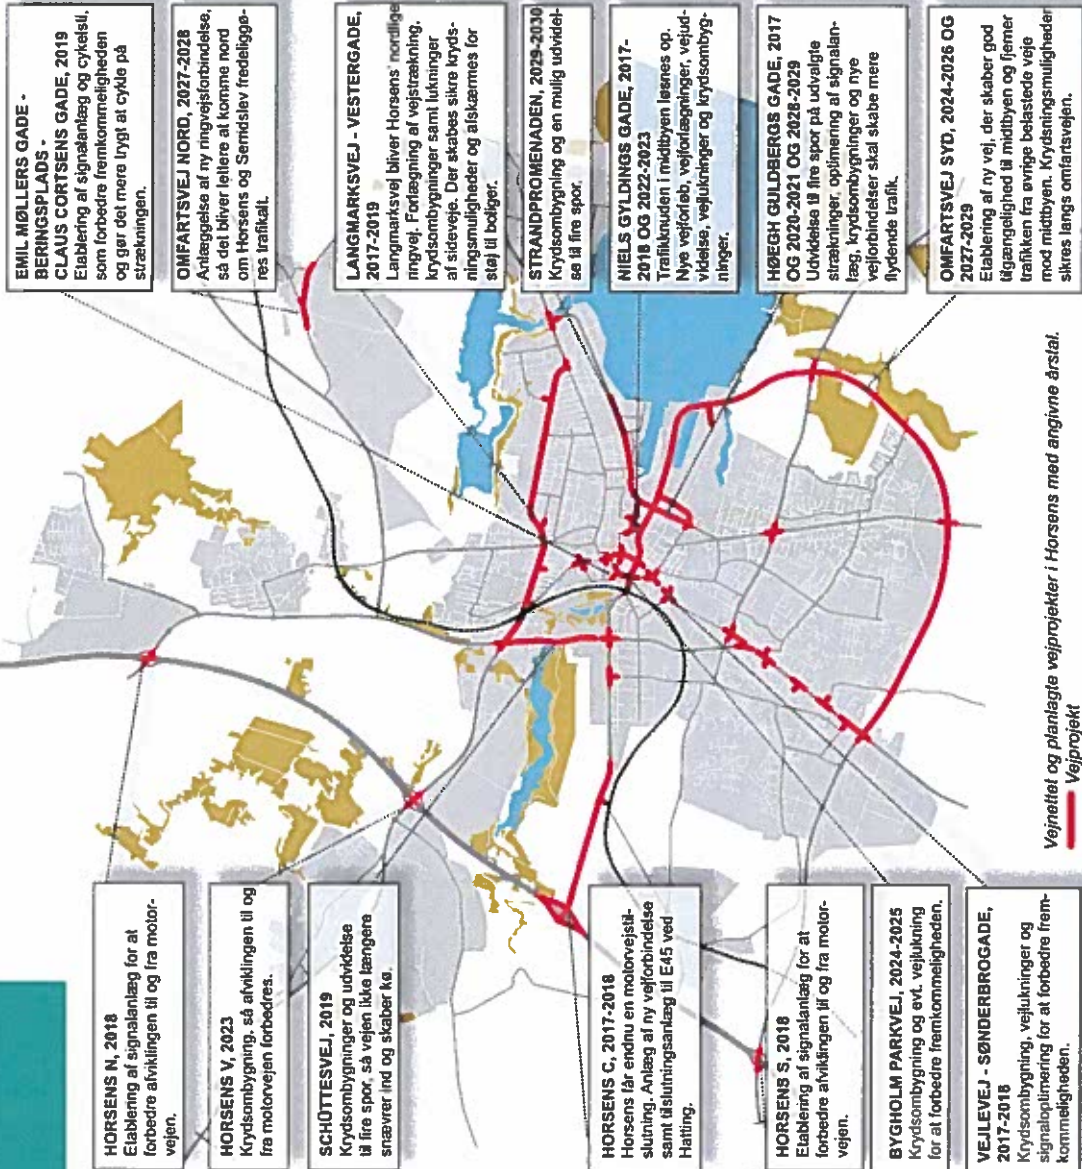 HORSENS N, 2018
Etablering af signalanlæg for at
forbedre afviklingen til og fra motor-
vejen.
HORSENS V, 2023
Krydsombygning, så afviklingen til og
fra motorvejen forbedres.
SCHÜTTESVEJ, 2019
Krydsombygninger og udvidelse
til fire spor, så vejen ikke længere
snævrer ind og skaber kø.
HORSENS C, 2017-2018
Horsens får endnu en motorvejstil-
slutning. Anlæg af ny vejforbindelse
samt tilslutningsanlæg til E45 ved
Hatting.
HORSENS S, 2018
Etablering af signalanlæg for at
forbedre afviklingen til og fra motor-
vejen.
BYGHOLM PARKVEJ, 2024-2025
Krydsombygning og evt. vejlukning
for at forbedre fremkommeligheden.
VEJLEVEJ - SØNDERBROGADE,
2017-2018
Krydsombygning, vejlukninger og
signaloptimering for at forbedre frem-
kommeligheden.
EMIL MØLLERS GADE -
BERINGSPLADS -
CLAUS CORTSENS GADE, 2019
Etablering af signalanlæg og cykelsti,
som forbedre fremkommeligheden
og gør det mere trygt at cykle på
strækningen.
OMFARTSVEJ NORD, 2027-2028
Anlæggelse af ny ringvejsforbindelse,
så det bliver lettere at komme nord
om Horsens og Serridslev fredeliggø-
res trafikalt.
LANGMARKSVEJ - VESTERGADE,
2017-2019
Langmarksvej bliver Horsens' nordlige
ringvej. Forlægning af vejstrækning,
krydsombygninger samt lukninger
af sideveje. Der skabes sikre kryds-
ningsmuligheder og afskærmes for
støj til boliger.
STRANDPROMENADEN, 2029-2030
Krydsombygning og en mulig udvidel-
se til fire spor.
NIELS GYLDINGS GADE, 2017-
2018 OG 2022-2023
Trafikknuden i midtbyen løsnes op.
Nye vejforløb, vejforlægninger, vejud-
videlse, vejlukninger og krydsombyg-
ninger.
HØEGH GULDBERGS GADE, 2017
OG 2020-2021 OG 2028-2029
Udvidelse til fire spor på udvalgte
strækninger, optimering af signalan-
læg, krydsombygninger og nye
vejforbindelser skal skabe mere
flydende trafik.
OMFARTSVEJ SYD, 2024-2026 OG
2027-2029
Etablering af ny vej, der skaber god
tilgængelighed til midtbyen og fjerner
trafikken fra øvrige belastede veje
mod midtbyen. Krydsningsmuligheder
sikres langs omfartsvejen.
Vejnettet og planlagte vejprojekter i Horsens med angivne årstal.
Vejprojekt